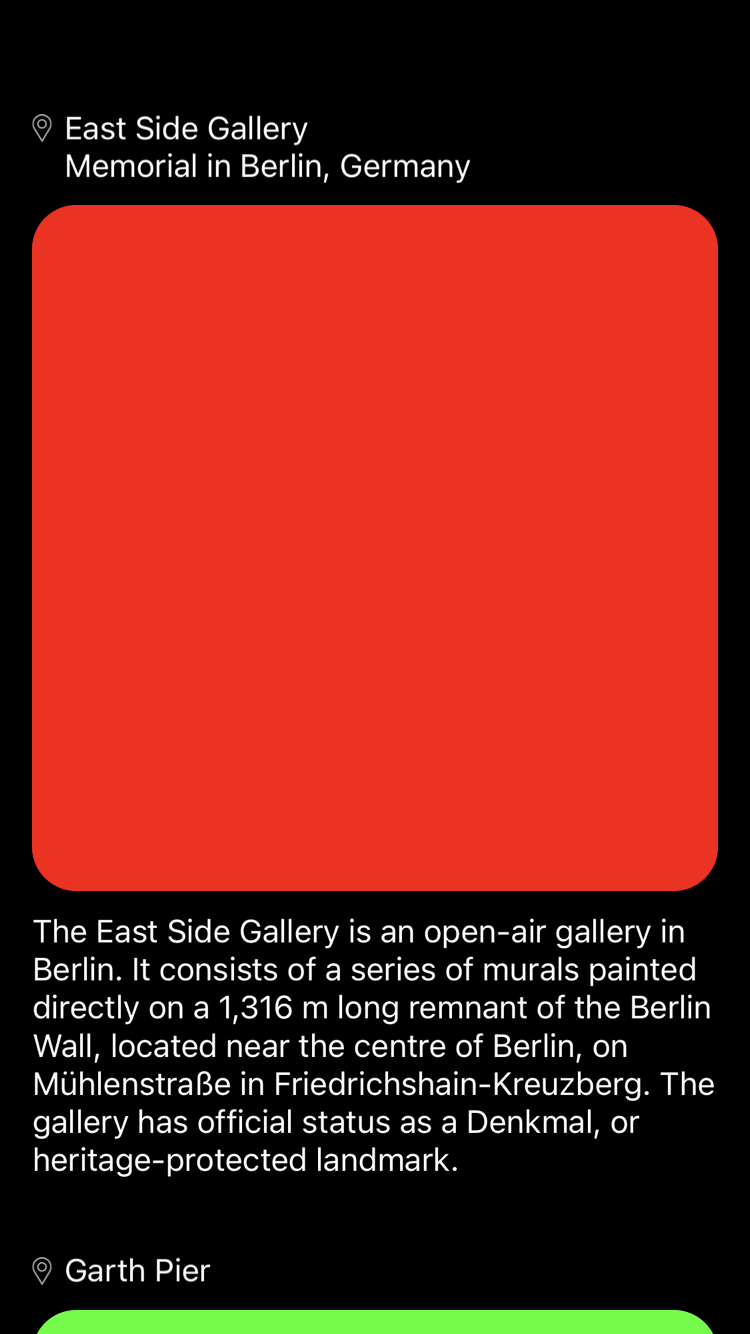 East Side Gallery
Memorial in Berlin, Germany
The East Side Gallery is an open-air gallery in
Berlin. It consists of a series of murals painted
directly on a 1,316 m long remnant of the Berlin
Wall, located near the centre of Berlin, on
Mühlenstraße in Friedrichshain-Kreuzberg. The
gallery has official status as a Denkmal, or
heritage-protected landmark.
Garth Pier